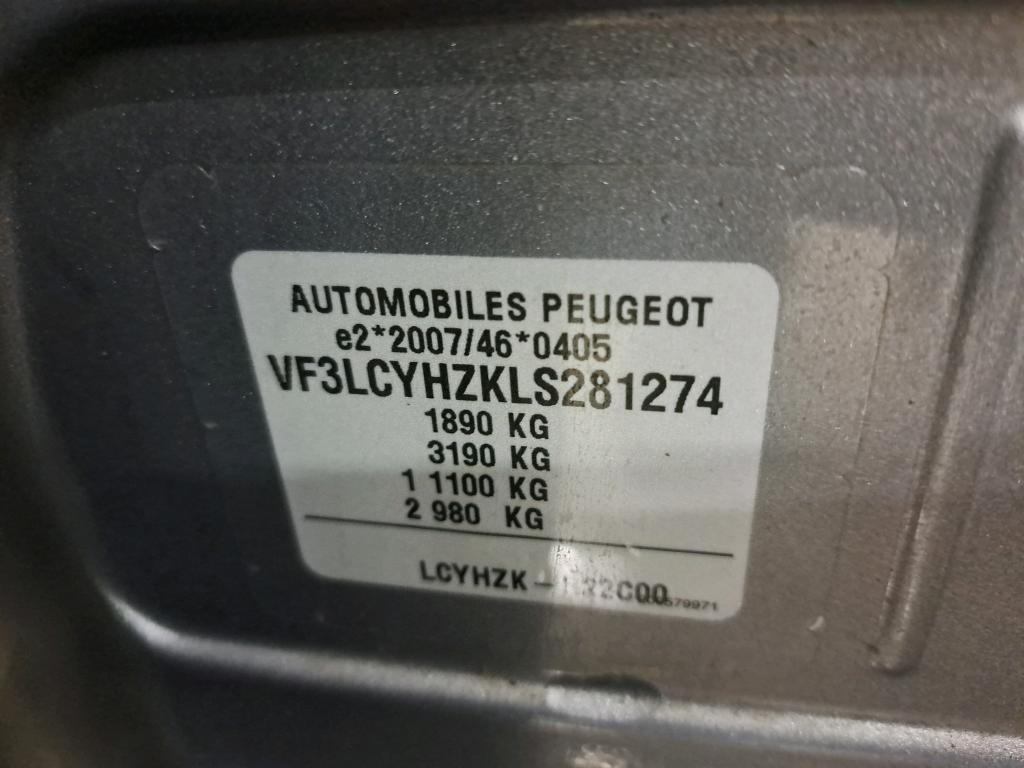 AUTOMOBILES PEUGEOT
e2*2007/46*0405
VF3LCYHZKLS281274
1890 KG
3190 KG
1 1100 KG
2 980 KG
LCYHZK -